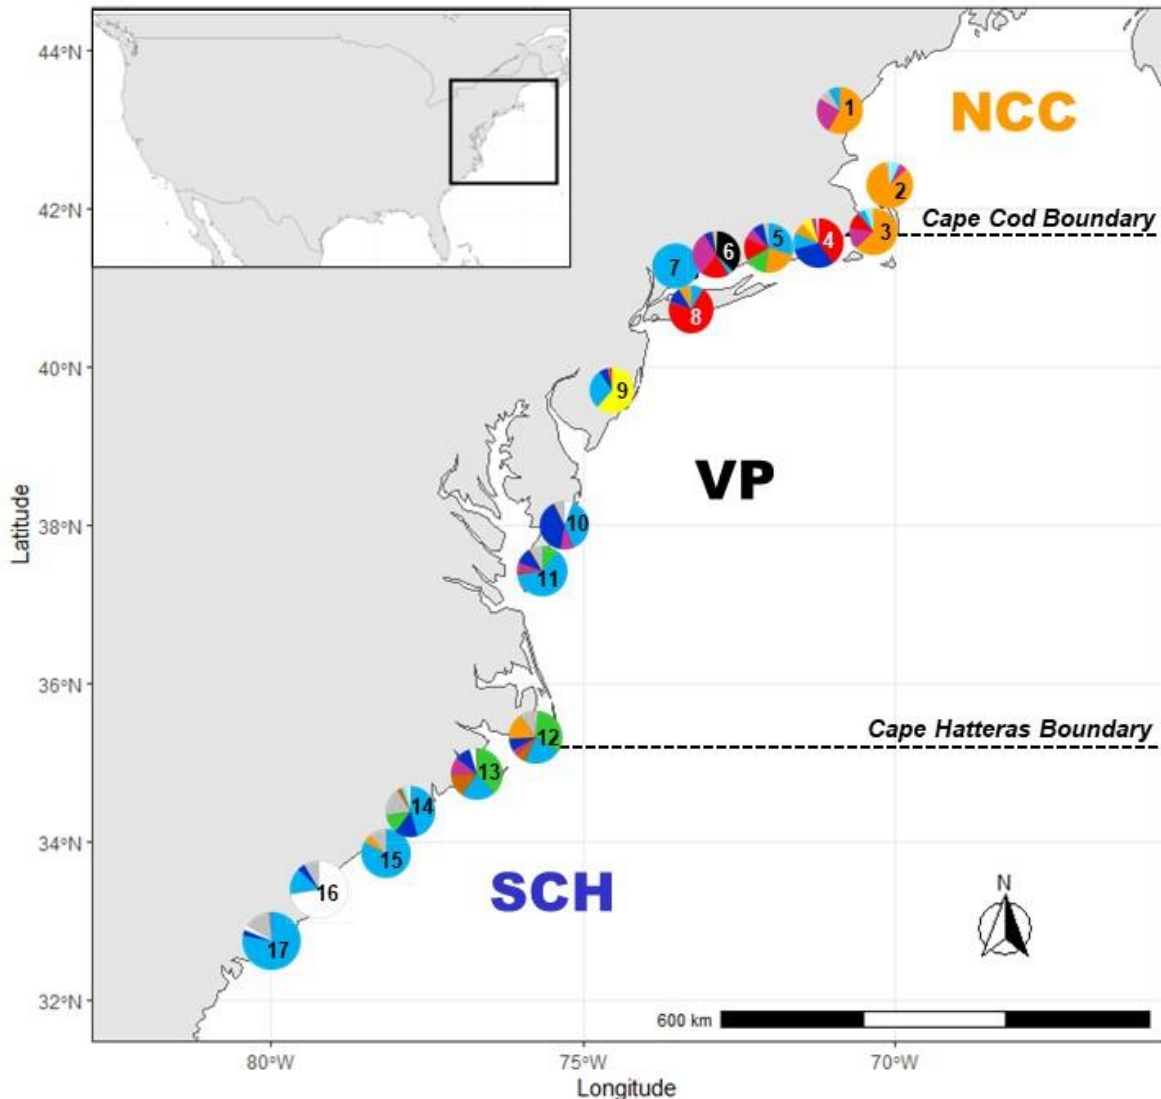 44°N
42°N
40°N
38°N
36°N
34°N
32°N
Latitude
NCC
1
2
Cape Cod Boundary
3
4
5
6
7
8
9
VP
10
11
Cape Hatteras Boundary
12
13
14
15
SCH
16
17
N
600 km
80°W
75°W
70°W
Longitude